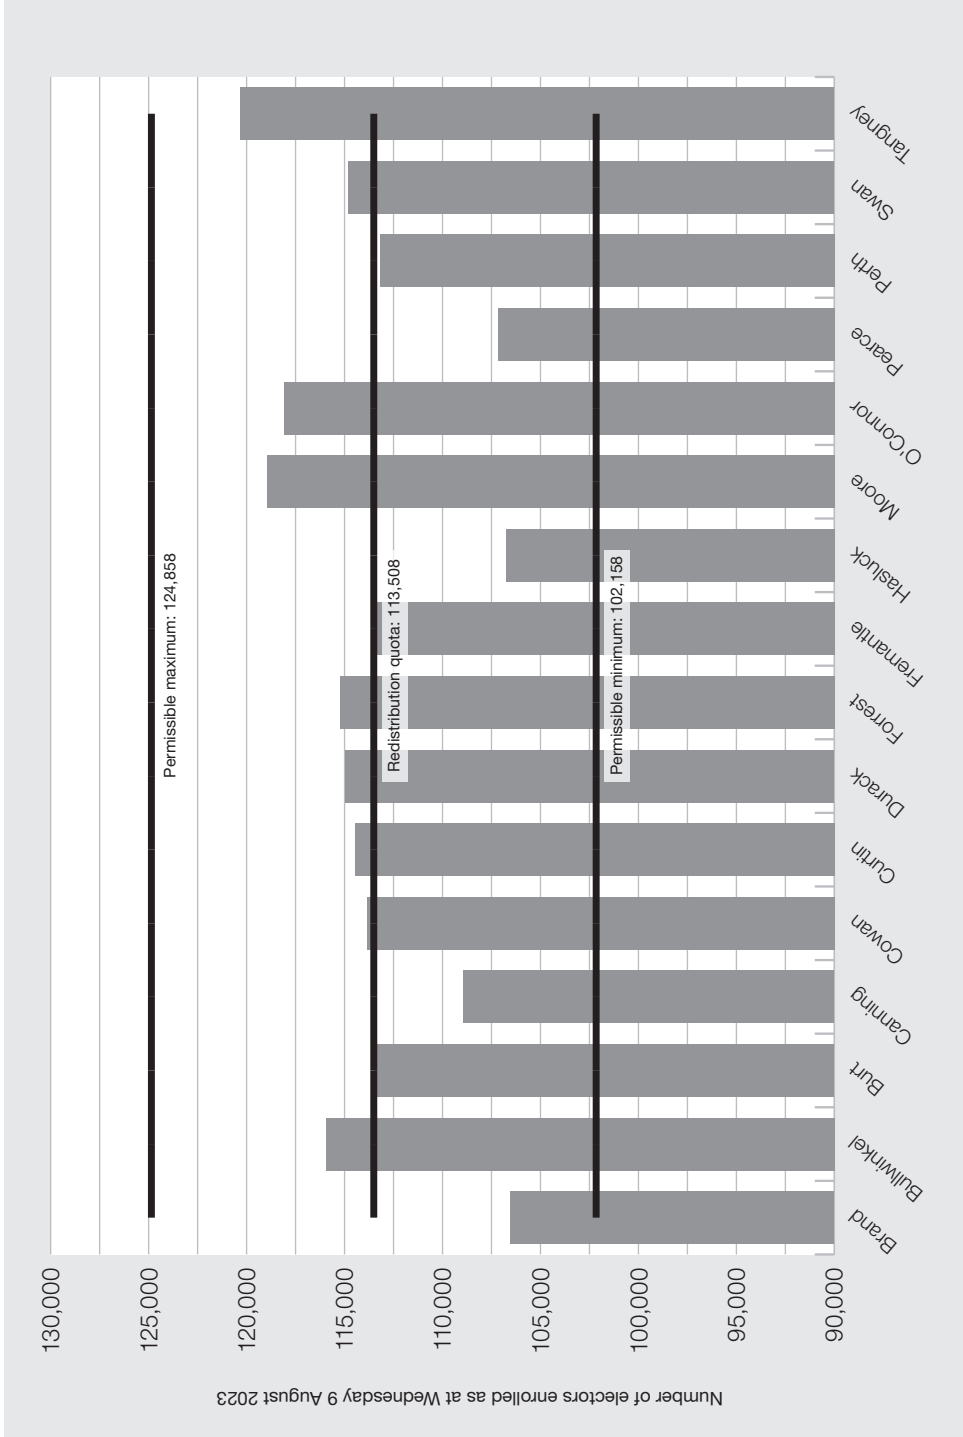 Number of electors enrolled as at Wednesday 9 August 2023
130,000
125,000
120,000
115,000
110,000
105,000
100,000
95,000
90,000
Permissible maximum: 124,858
Redistribution quota: 113,508
Permissible minimum: 102,158
Brand
Bullwinkel
Burt
Canning
Cowan
Curtin
Durack
Forrest
Fremantle
Hasluck
Moore
O'Connor
Pearce
Perth
Swan
Tangney